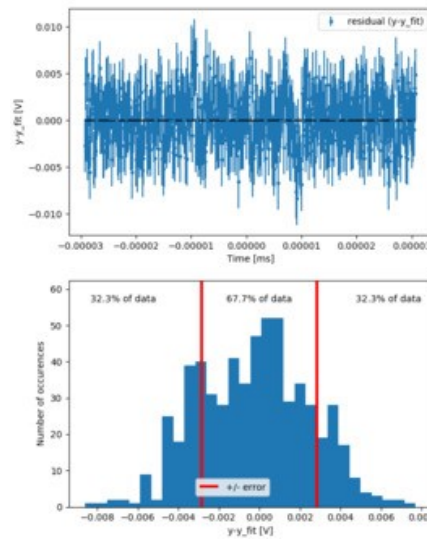 residual (y-y_fit)
0.010
0.005
0.000
−0.005
−0.010
y-y_fit [V]
−0.00003 −0.00002 −0.00001 0.00000 0.00001 0.00002
Time [ms]
32.3% of data 67.7% of data 32.3% of data
60
50
40
30
20
10
0
Number of occurences
+/- error
−0.008 −0.006 −0.004 −0.002 0.000 0.002 0.004 0.006
y-y_fit [V]